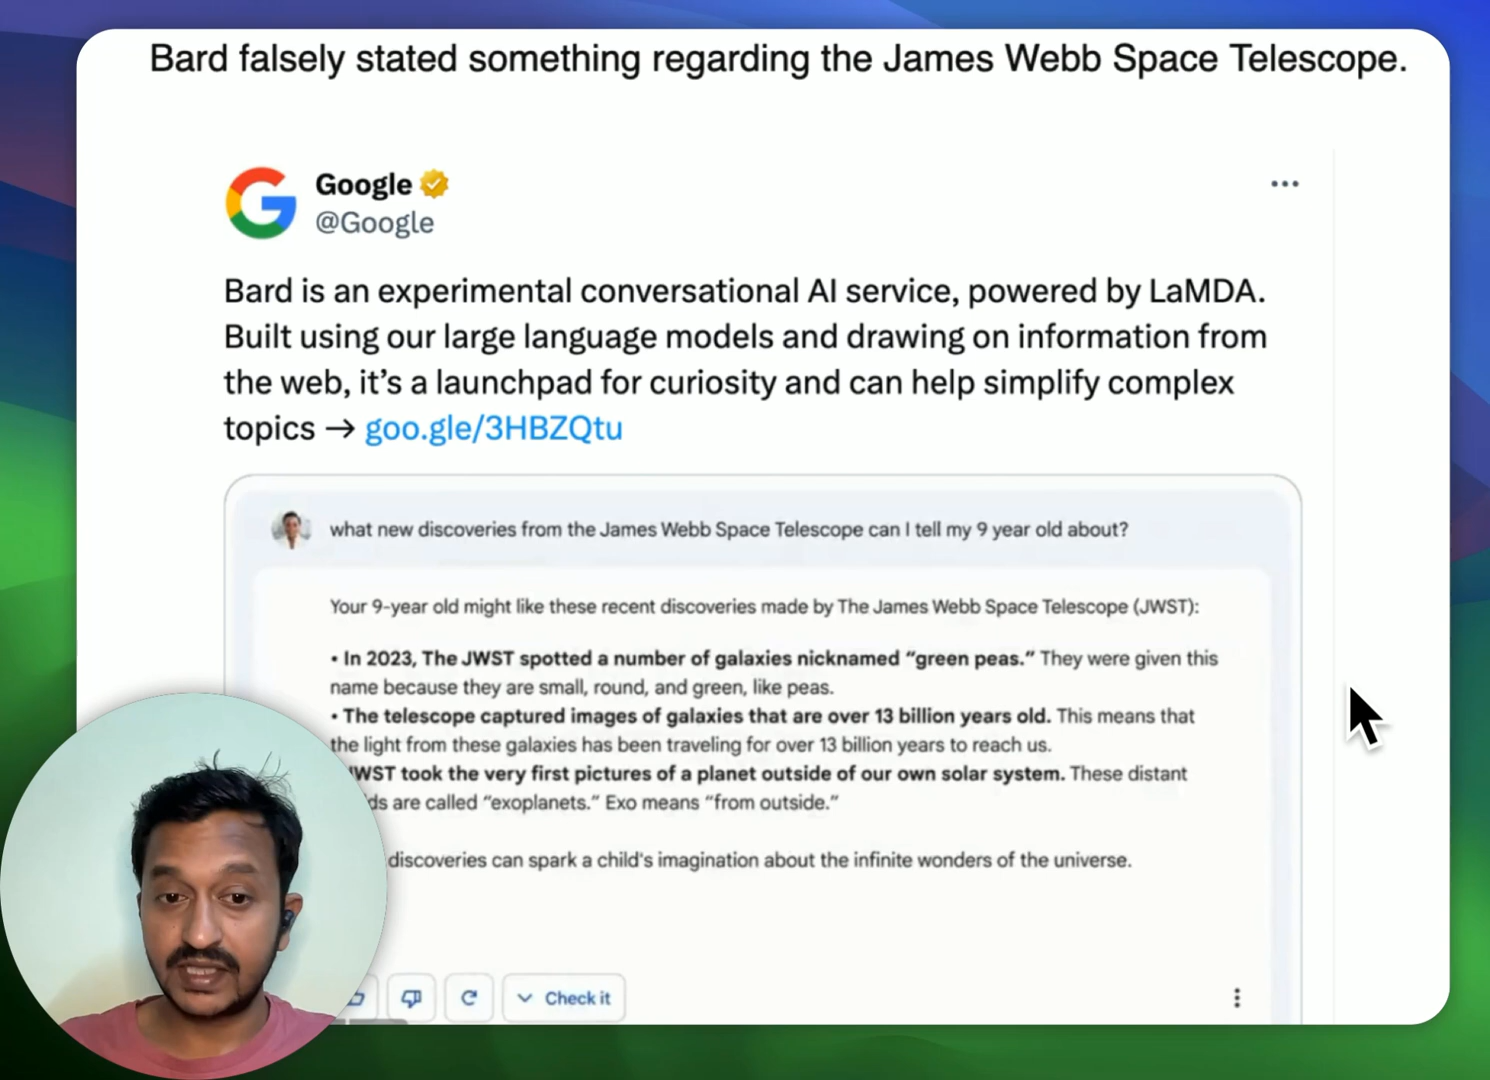 Bard falsely stated something regarding the James Webb Space Telescope.
Google
@Google
Bard is an experimental conversational AI service, powered by LaMDA.
Built using our large language models and drawing on information from
the web, it’s a launchpad for curiosity and can help simplify complex
topics → goo.gle/3HBZQtu
what new discoveries from the James Webb Space Telescope can I tell my 9 year old about?
Your 9-year old might like these recent discoveries made by The James Webb Space Telescope (JWST):
• In 2023, The JWST spotted a number of galaxies nicknamed “green peas.” They were given this
name because they are small, round, and green, like peas.
• The telescope captured images of galaxies that are over 13 billion years old. This means that
the light from these galaxies has been traveling for over 13 billion years to reach us.
JWST took the very first pictures of a planet outside of our own solar system. These distant
are called “exoplanets.” Exo means “from outside.”
discoveries can spark a child's imagination about the infinite wonders of the universe.
Check it